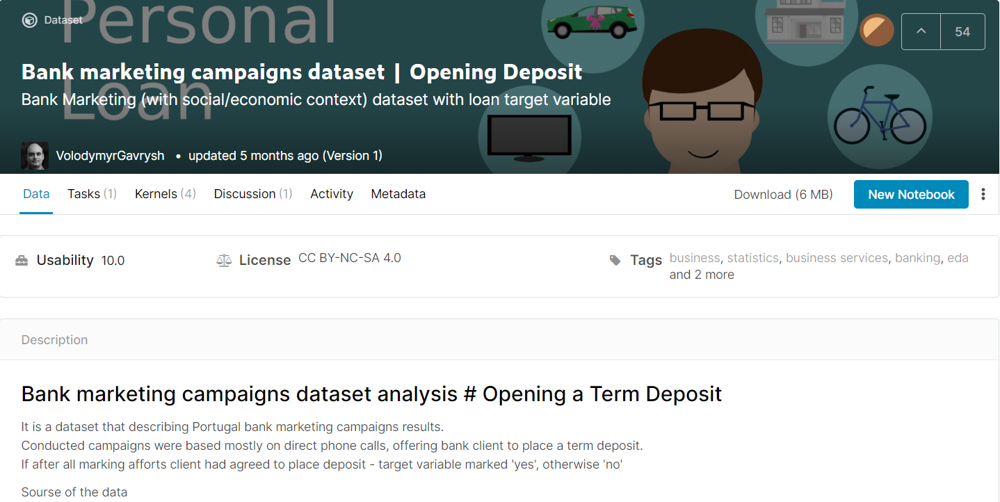 Personal
Loan
Dataset
54
Bank marketing campaigns dataset | Opening Deposit
Bank Marketing (with social/economic context) dataset with loan target variable
VolodymyrGavrysh • updated 5 months ago (Version 1)
Data Tasks (1) Kernels (4) Discussion (1) Activity Metadata Download (6 MB) New Notebook
Usability 10.0 License CC BY-NC-SA 4.0 Tags business, statistics, business services, banking, eda
and 2 more
Description
Bank marketing campaigns dataset analysis # Opening a Term Deposit
It is a dataset that describing Portugal bank marketing campaigns results.
Conducted campaigns were based mostly on direct phone calls, offering bank client to place a term deposit.
If after all marking afforts client had agreed to place deposit - target variable marked 'yes', otherwise 'no'
Sourse of the data